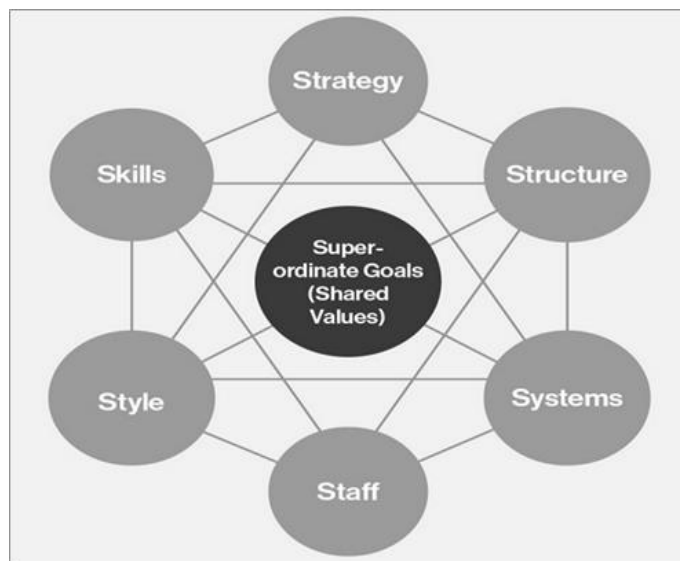 Strategy
Skills
Structure
Super-
ordinate Goals
(Shared
Values)
Style
Systems
Staff